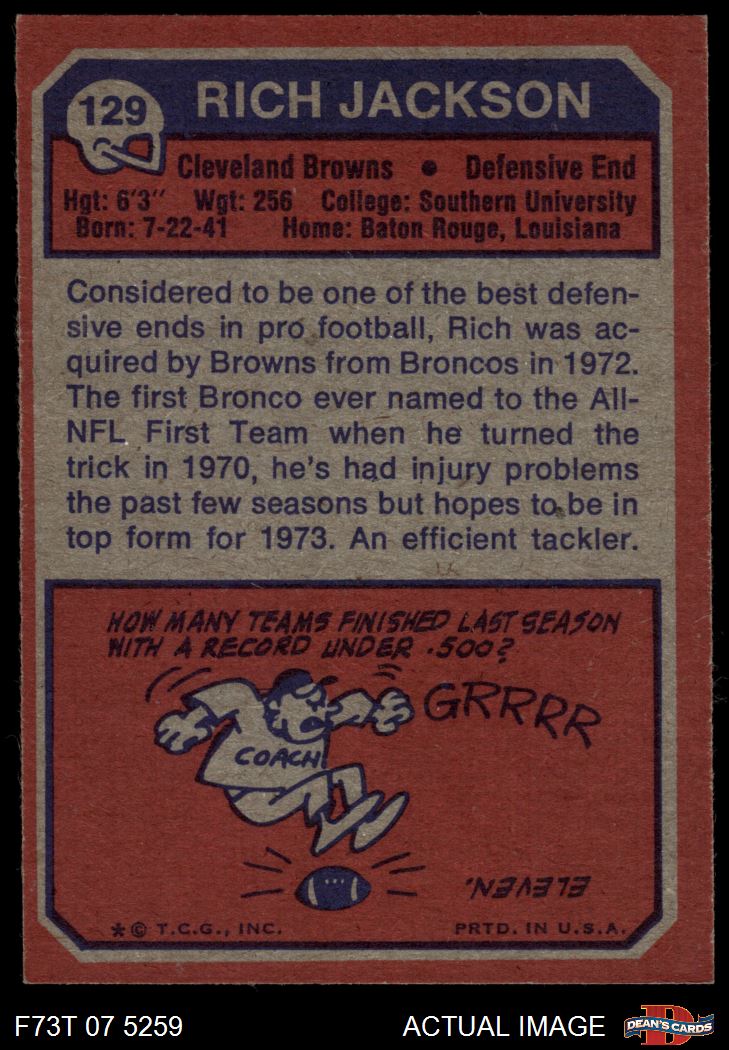 129
RICH JACKSON
Cleveland Browns • Defensive End
Hgt: 6'3" Wgt: 256 College: Southern University
Born: 7-22-41 Home: Baton Rouge, Louisiana
Considered to be one of the best defen-
sive ends in pro football, Rich was ac-
quired by Browns from Broncos in 1972.
The first Bronco ever named to the All-
NFL First Team when he turned the
trick in 1970, he's had injury problems
the past few seasons but hopes to be in
top form for 1973. An efficient tackler.
HOW MANY TEAMS FINISHED LAST SEASON
WITH A RECORD UNDER .500?
GRRRR
COACH
ELEVEN.
* © T.C.G., INC. PRTD. IN U.S.A.
F73T 07 5259 ACTUAL IMAGE
D
DEAN'S CARDS